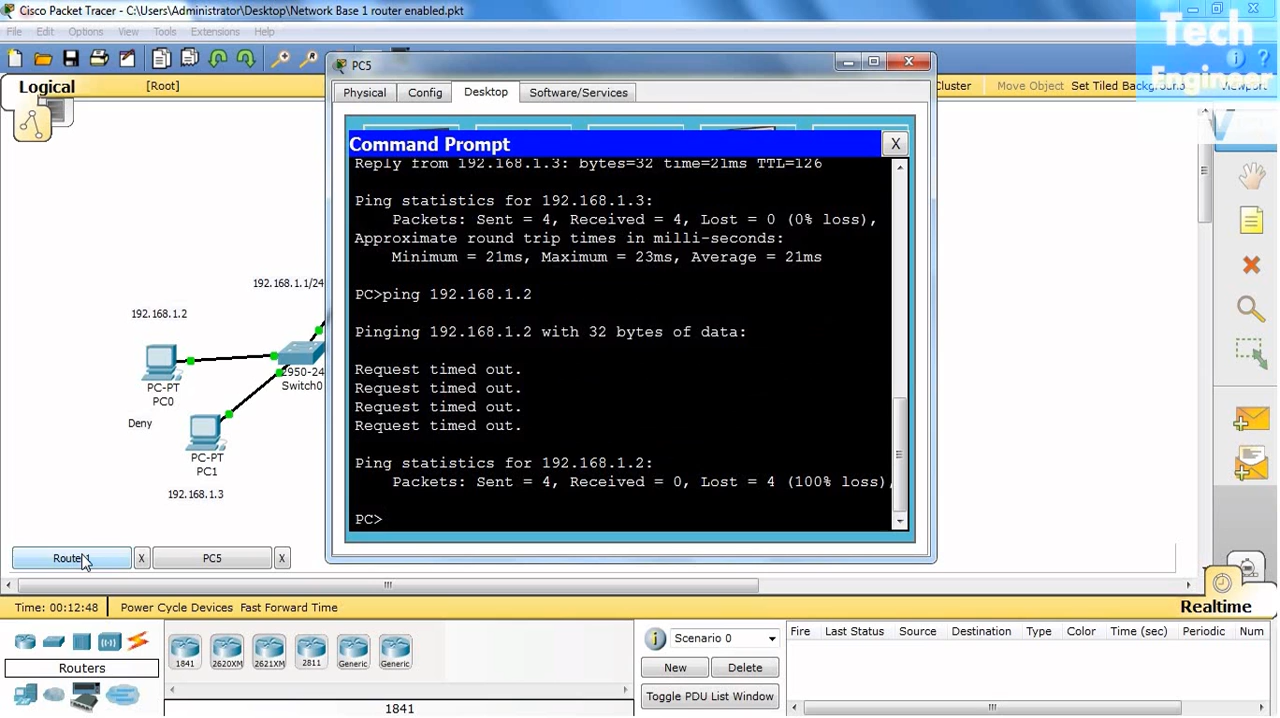 Cisco Packet Tracer - C:\Users\Administrator\Desktop\Network Base 1 router enabled.pkt
File Edit Options View Tools Extensions Help
Tech
Engineer
Logical
[Root]
Cluster
Move Object
Set Tiled Background
Viewport
PC5
Physical
Config
Desktop
Software/Services
Command Prompt
X
Reply from 192.168.1.3: bytes=32 time=21ms TTL=126
Ping statistics for 192.168.1.3:
Packets: Sent = 4, Received = 4, Lost = 0 (0% loss),
Approximate round trip times in milli-seconds:
Minimum = 21ms, Maximum = 23ms, Average = 21ms
PC>ping 192.168.1.2
Pinging 192.168.1.2 with 32 bytes of data:
Request timed out.
Request timed out.
Request timed out.
Request timed out.
Ping statistics for 192.168.1.2:
Packets: Sent = 4, Received = 0, Lost = 4 (100% loss),
PC>
192.168.1.1/24
192.168.1.2
PC-PT
PC0
2950-24
Switch0
Deny
PC-PT
PC1
192.168.1.3
X
PC5
X
Time: 00:12:48
Power Cycle Devices
Fast Forward Time
Realtime
Routers
1841
2620XM
2621XM
2811
Generic
Generic
1841
Scenario 0
New
Delete
Toggle PDU List Window
Fire Last Status Source Destination Type Color Time (sec) Periodic Num